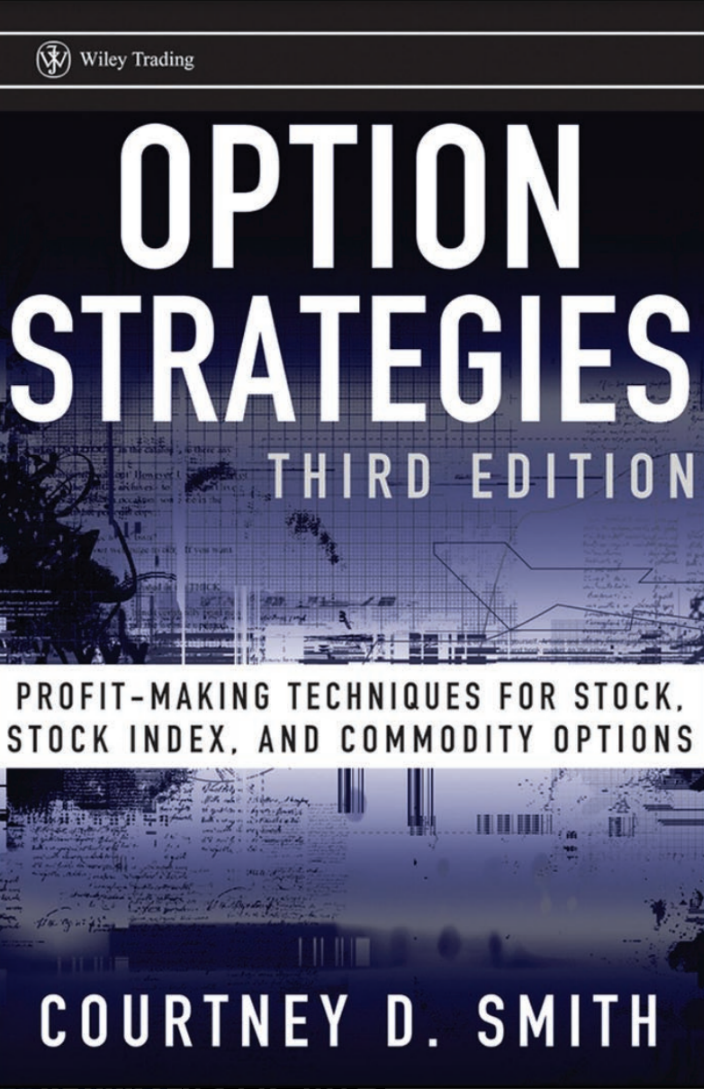 Wiley Trading
OPTION
STRATEGIES
THIRD EDITION
PROFIT-MAKING TECHNIQUES FOR STOCK,
STOCK INDEX, AND COMMODITY OPTIONS
COURTNEY D. SMITH